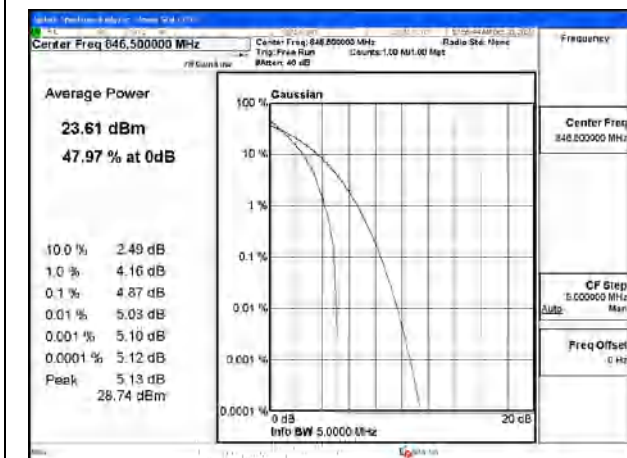 Center Freq 846.500000 MHz
Center Freq: 846.500000 MHz
Radio Std: None
Trig: Free Run
Counts: 1.00 M/1.00 Mpt
#Atten: 40 dB
Frequency
Average Power
23.61 dBm
47.97 % at 0dB
10.0 % 2.49 dB
1.0 % 4.16 dB
0.1 % 4.87 dB
0.01 % 5.03 dB
0.001 % 5.10 dB
0.0001 % 5.12 dB
Peak 5.13 dB
28.74 dBm
Gaussian
100 %
10 %
1 %
0.1 %
0.01 %
0.001 %
0.0001 %
0 dB 20 dB
Info BW 5.0000 MHz
Center Freq
846.500000 MHz
CF Step
5.000000 MHz
Auto Man
Freq Offset
0 Hz